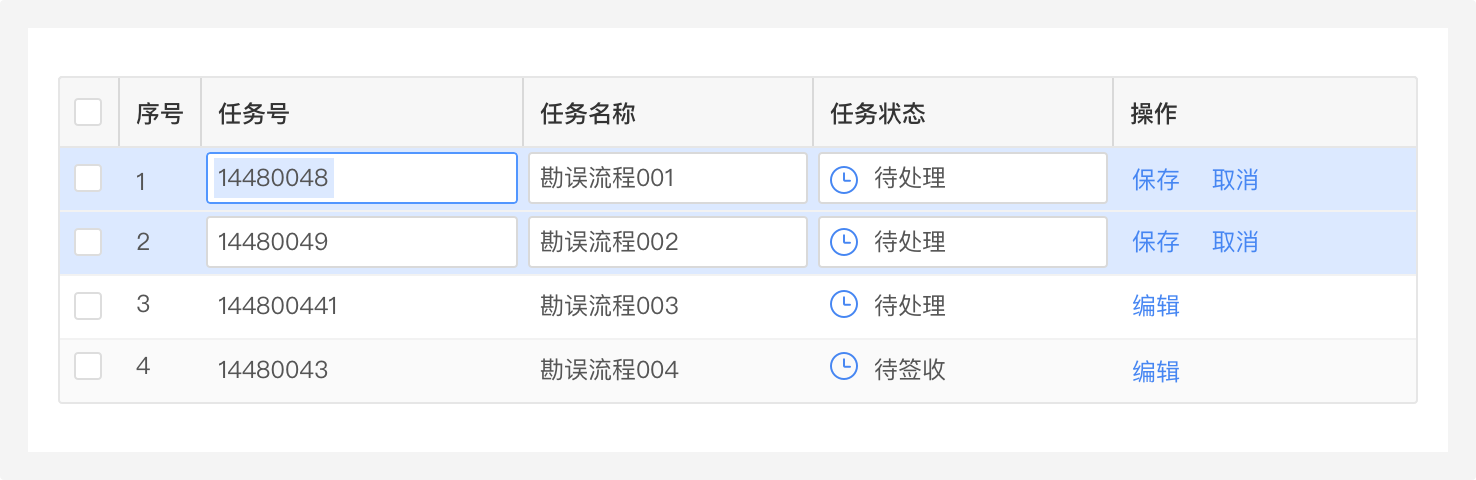 序号 任务号 任务名称 任务状态 操作
1 14480048 勘误流程001 待处理 保存 取消
2 14480049 勘误流程002 待处理 保存 取消
3 144800441 勘误流程003 待处理 编辑
4 14480043 勘误流程004 待签收 编辑